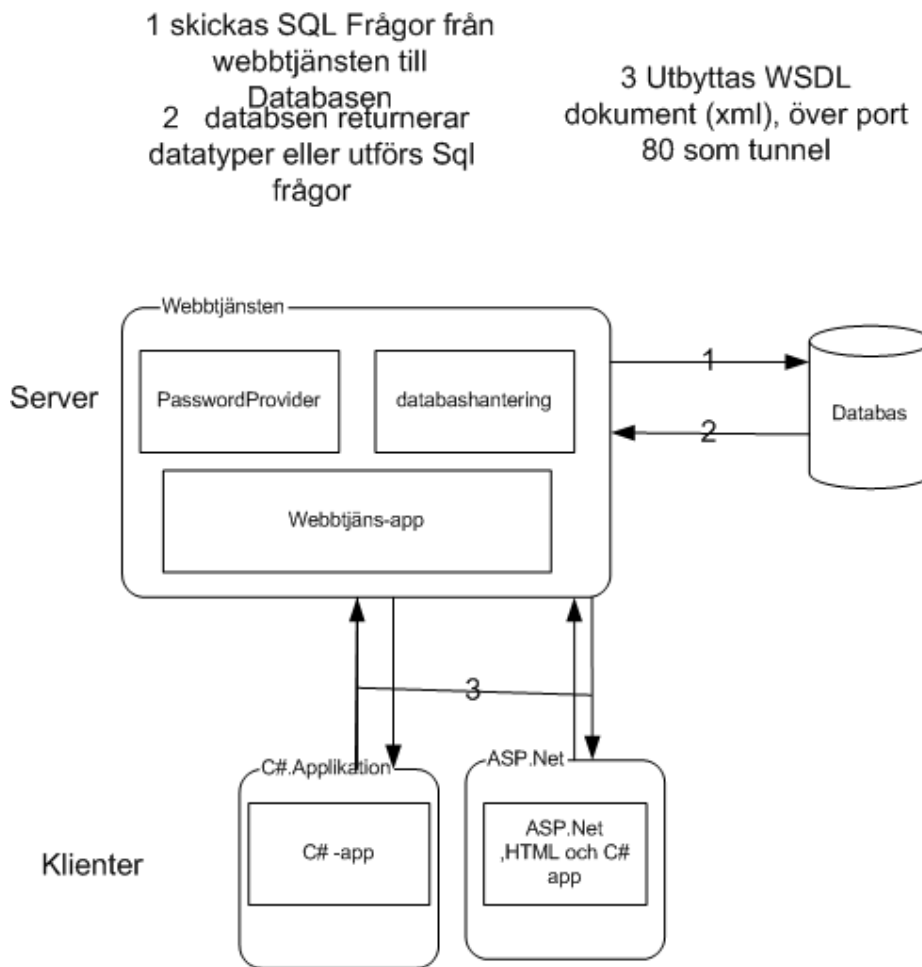 1 skickas SQL Frågor från
webbtjänsten till
Databasen
2 databsen returnerar
datatyper eller utförs Sql
frågor
3 Utbyttas WSDL
dokument (xml), över port
80 som tunnel
Webbtjänsten
Server
PasswordProvider
databashantering
1
2
Databas
Webbtjäns-app
3
C#.Applikation
ASP.Net
Klienter
C# -app
ASP.Net
,HTML och C#
app